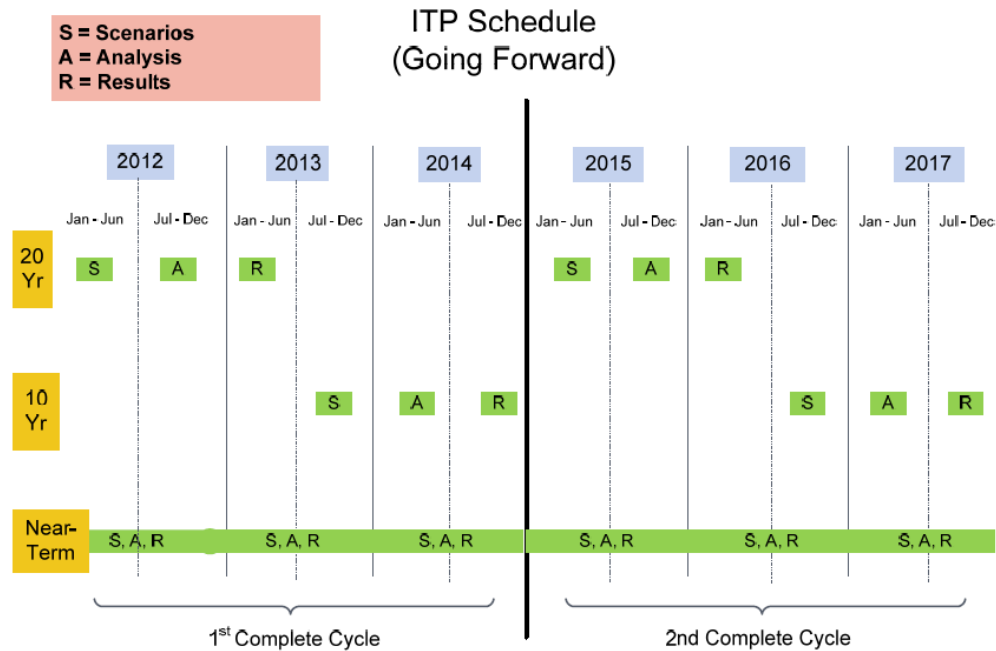 S = Scenarios
A = Analysis
R = Results
ITP Schedule
(Going Forward)
2012
2013
2014
2015
2016
2017
Jan - Jun
Jul - Dec
Jan - Jun
Jul - Dec
Jan - Jun
Jul - Dec
Jan - Jun
Jul - Dec
Jan - Jun
Jul - Dec
Jan - Jun
Jul - Dec
20
Yr
S
A
R
S
A
R
10
Yr
S
A
R
S
A
R
Near-
Term
S, A, R
S, A, R
S, A, R
S, A, R
S, A, R
S, A, R
1st Complete Cycle
2nd Complete Cycle